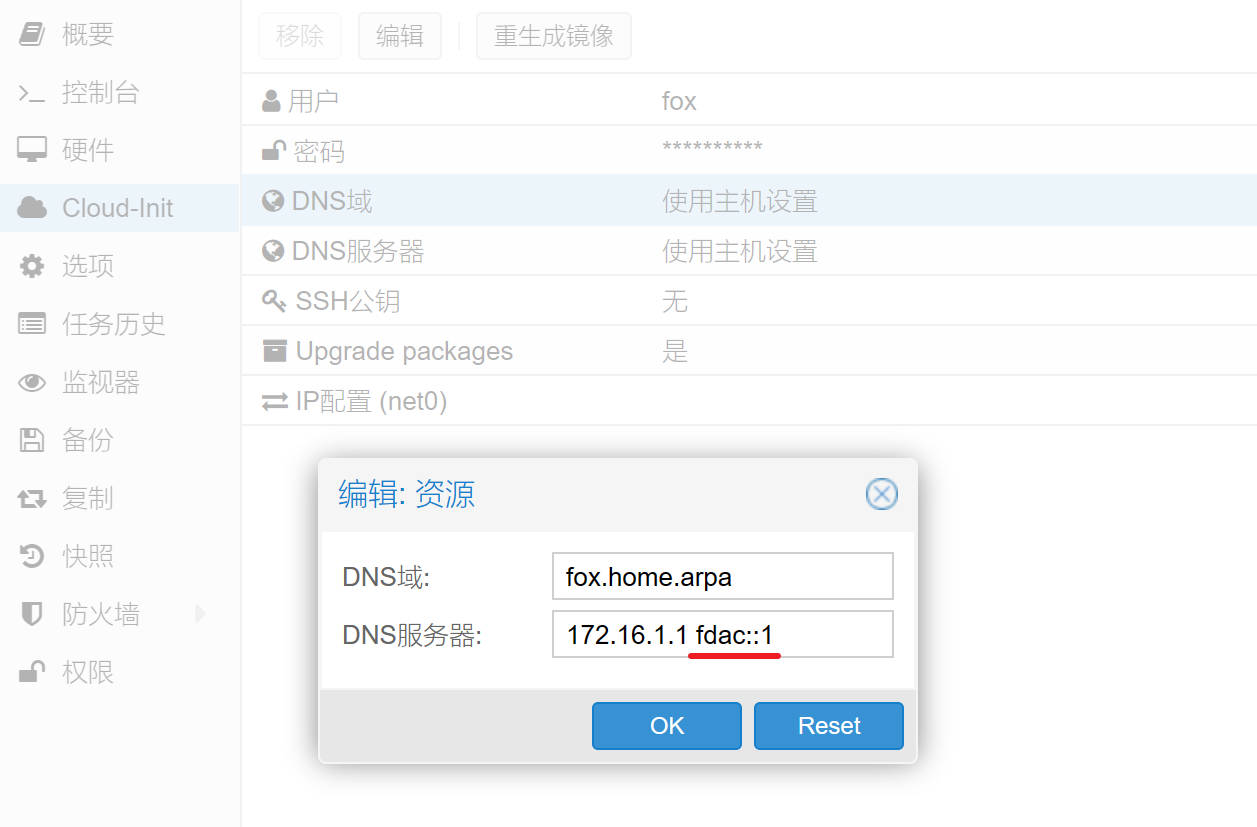 概要
控制台
硬件
Cloud-Init
选项
任务历史
监视器
备份
复制
快照
防火墙
权限
移除 编辑 重生成镜像
用户 fox
密码 **********
DNS域 使用主机设置
DNS服务器 使用主机设置
SSH公钥 无
Upgrade packages 是
IP配置 (net0)
编辑: 资源
DNS域: fox.home.arpa
DNS服务器: 172.16.1.1 fdac::1
OK Reset